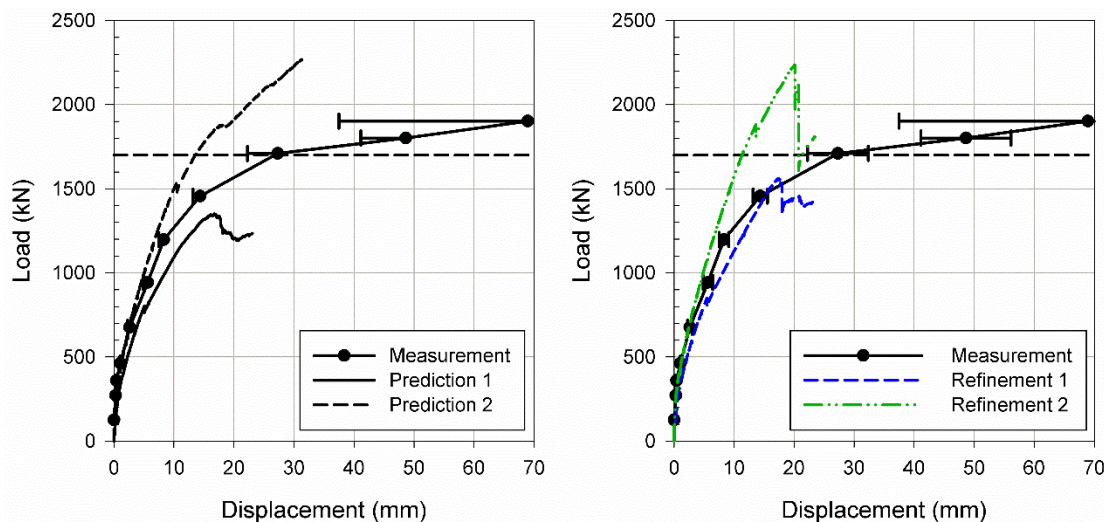 2500
2000
1500
1000
500
0
Load (kN)
Measurement
Prediction 1
Prediction 2
0 10 20 30 40 50 60 70
Displacement (mm)
2500
2000
1500
1000
500
0
Load (kN)
Measurement
Refinement 1
Refinement 2
0 10 20 30 40 50 60 70
Displacement (mm)